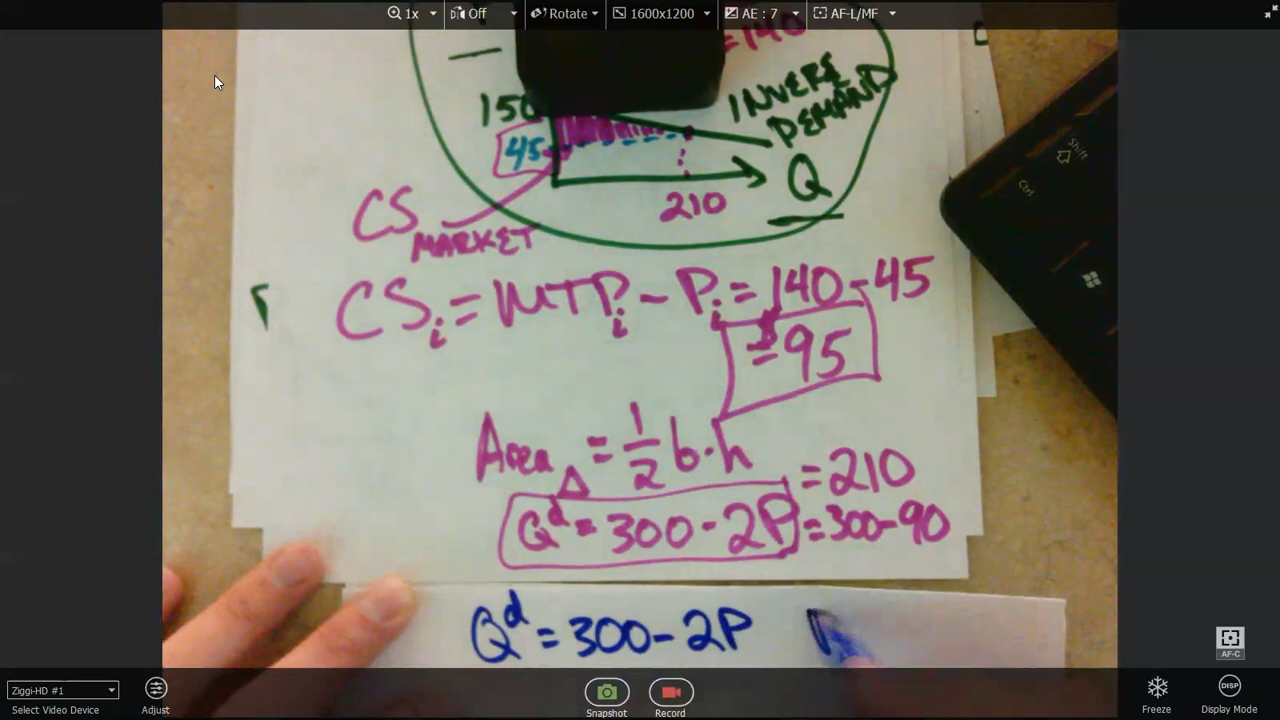 1x
Off
Rotate
1600x1200
AE : 7
AF-L/MF
=140
INVERE
DEMAND
150
45
Q
210
CS
MARKET
CSi = WTPi - Pi = 140 - 45
= 95
Area△ = 1/2 b·h
= 210
Qd = 300 - 2P = 300 - 90
Qd = 300 - 2P
Shift
Ctrl
AF-C
Ziggi-HD #1
Select Video Device
Adjust
Snapshot
Record
Freeze
DISP
Display Mode